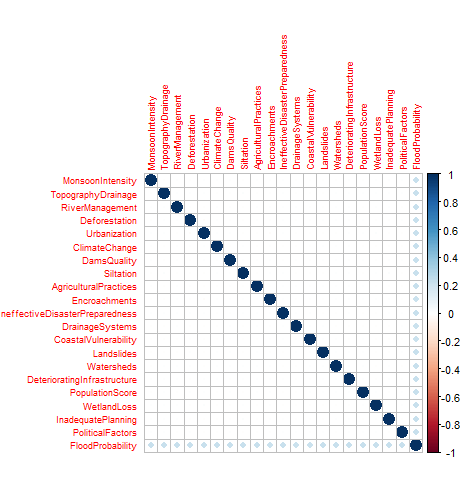 MonsoonIntensity
TopographyDrainage
RiverManagement
Deforestation
Urbanization
ClimateChange
DamsQuality
Siltation
AgriculturalPractices
Encroachments
IneffectiveDisasterPreparedness
DrainageSystems
CoastalVulnerability
Landslides
Watersheds
DeterioratingInfrastructure
PopulationScore
WetlandLoss
InadequatePlanning
PoliticalFactors
FloodProbability
MonsoonIntensity
TopographyDrainage
RiverManagement
Deforestation
Urbanization
ClimateChange
DamsQuality
Siltation
AgriculturalPractices
Encroachments
neffectiveDisasterPreparedness
DrainageSystems
CoastalVulnerability
Landslides
Watersheds
DeterioratingInfrastructure
PopulationScore
WetlandLoss
InadequatePlanning
PoliticalFactors
FloodProbability
1
0.8
0.6
0.4
0.2
0
-0.2
-0.4
-0.6
-0.8
-1